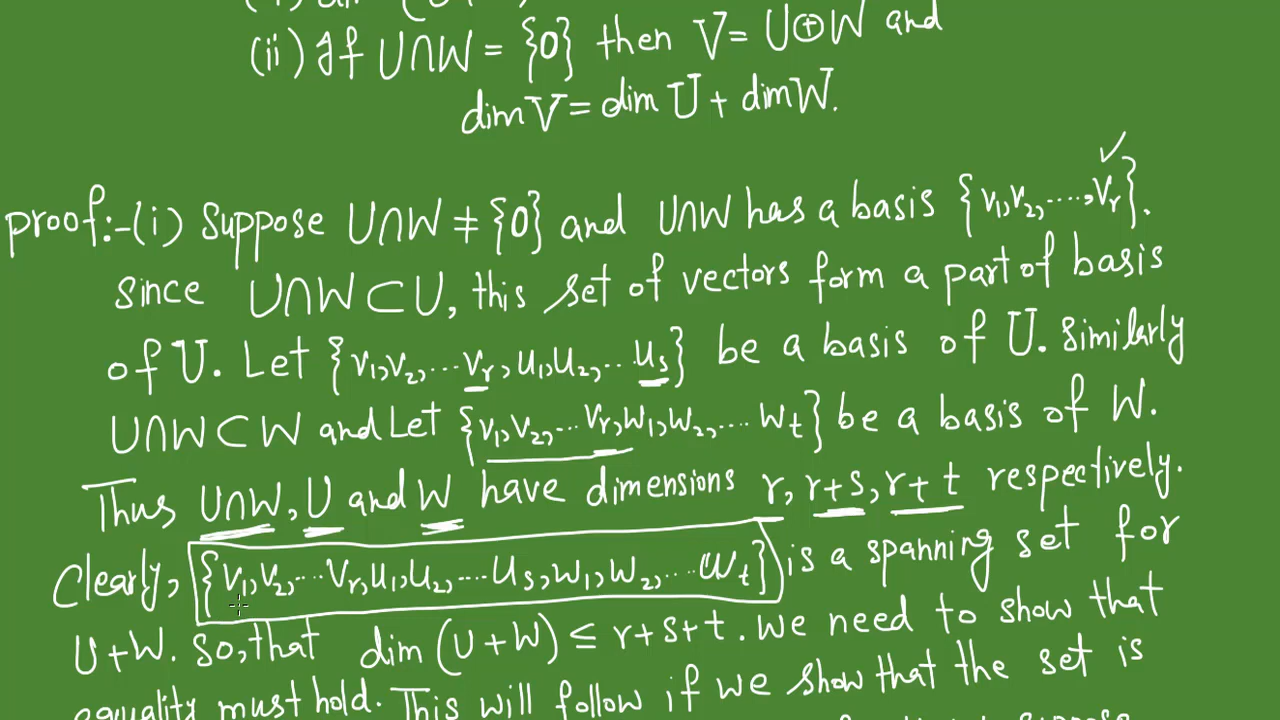 (ii) If U∩W = {0} then V = U⊕W and
dim V = dim U + dim W.
proof:-(i) Suppose U∩W ≠ {0} and U∩W has a basis {v₁,v₂,....,vᵣ}.
since U∩W⊂U, this set of vectors form a part of basis
of U. Let {v₁,v₂,...vᵣ,u₁,u₂,...uₛ} be a basis of U. similarly
U∩W⊂W and Let {v₁,v₂,...vᵣ,w₁,w₂,....wₜ} be a basis of W.
Thus U∩W, U and W have dimensions r, r+s, r+t respectively.
Clearly, {v₁,v₂,...vᵣ,u₁,u₂,....uₛ,w₁,w₂,...wₜ} is a spanning set for
U+W. so, that dim (U+W) ≤ r+s+t. We need to show that
equality must hold. This will follow if we show that the set is